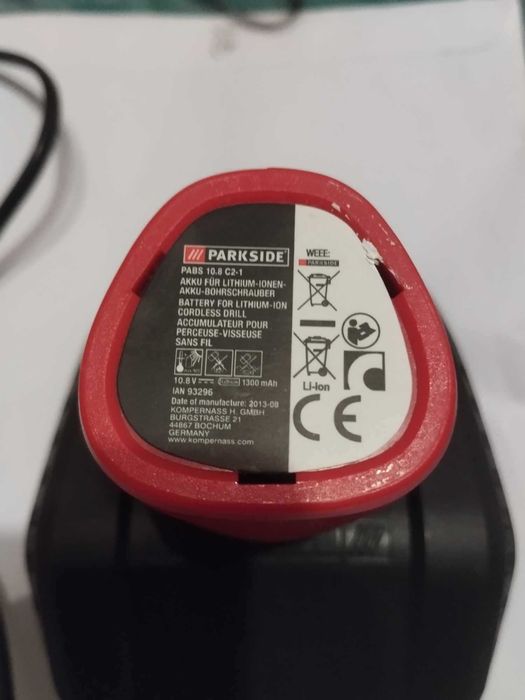 PARKSIDE
PABS 10.8 C2-1
AKKU FÜR LITHIUM-IONEN-
AKKU-BOHRSCHRAUBER
BATTERY FOR LITHIUM-ION
CORDLESS DRILL
ACCUMULATEUR POUR
PERCEUSE-VISSEUSE
SANS FIL
10.8 V 1300 mAh
IAN 93296
Date of manufacture: 2013-08
KOMPERNASS H. GMBH
BURGSTRASSE 21
44867 BOCHUM
GERMANY
www.kompernass.com
WEEE:
PARKSIDE
Li-Ion
CE